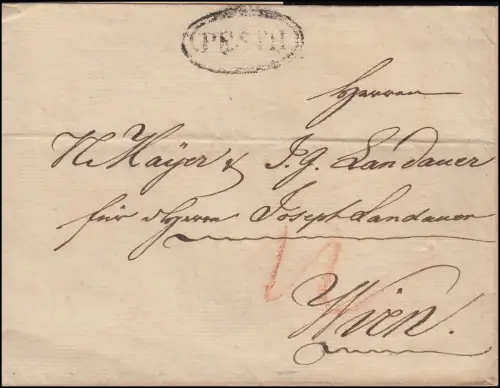 PESTH
Herren
N. Mayer & J. G. Landauer
für Herrn Joseph Landauer
Wien.